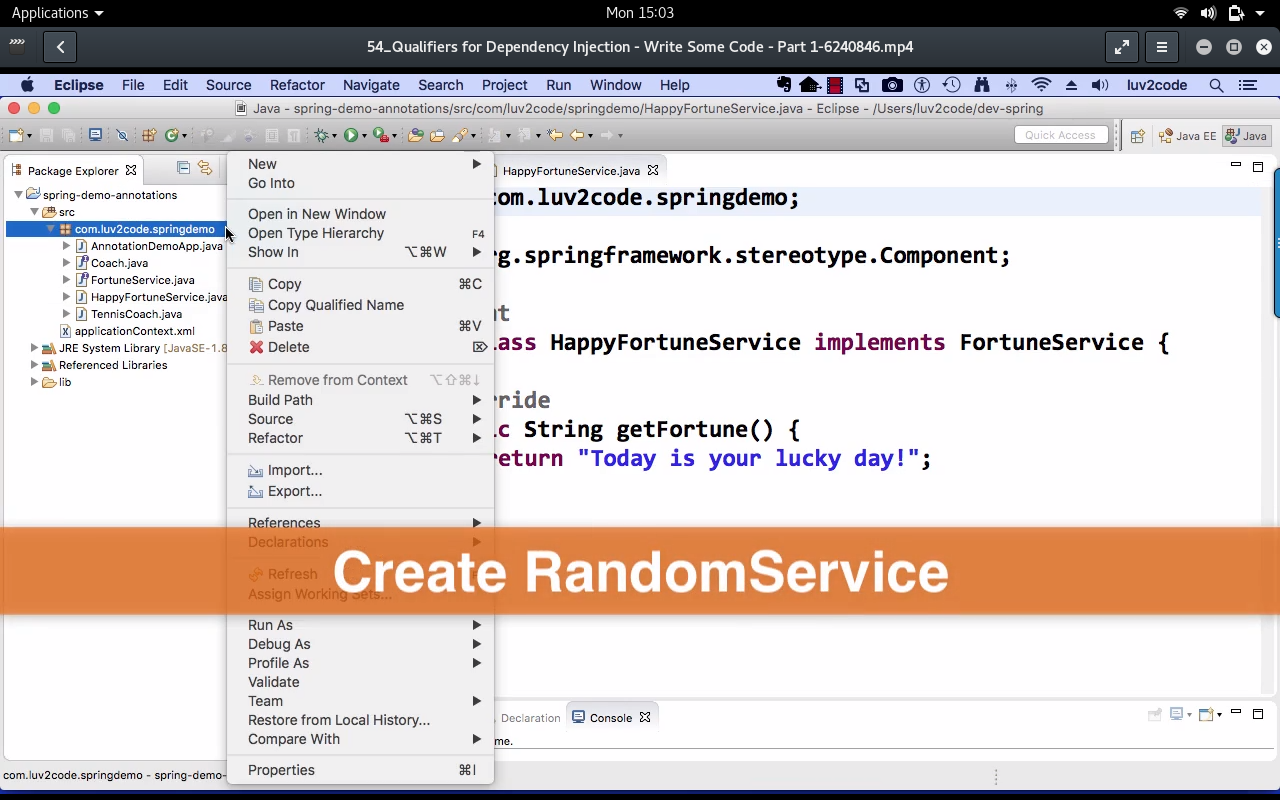 Applications
Mon 15:03
54_Qualifiers for Dependency Injection - Write Some Code - Part 1-6240846.mp4
Eclipse File Edit Source Refactor Navigate Search Project Run Window Help luv2code
Java - spring-demo-annotations/src/com/luv2code/springdemo/HappyFortuneService.java - Eclipse - /Users/luv2code/dev-spring
Quick Access
Java EE
Java
Package Explorer
spring-demo-annotations
src
com.luv2code.springdemo
AnnotationDemoApp.java
Coach.java
FortuneService.java
HappyFortuneService.java
TennisCoach.java
applicationContext.xml
JRE System Library [JavaSE-1.8
Referenced Libraries
lib
New
Go Into
Open in New Window
Open Type Hierarchy F4
Show In ⌥⌘W
Copy ⌘C
Copy Qualified Name
Paste ⌘V
Delete ⌦
Remove from Context ⌥⇧⌘↓
Build Path
Source ⌥⌘S
Refactor ⌥⌘T
Import...
Export...
References
Declarations
Refresh
Assign Working Sets...
Run As
Debug As
Profile As
Validate
Team
Restore from Local History...
Compare With
Properties ⌘I
HappyFortuneService.java
com.luv2code.springdemo;
rg.springframework.stereotype.Component;
nt
lass HappyFortuneService implements FortuneService {
rride
ic String getFortune() {
return "Today is your lucky day!";
Create RandomService
Declaration
Console
me.
com.luv2code.springdemo - spring-demo-